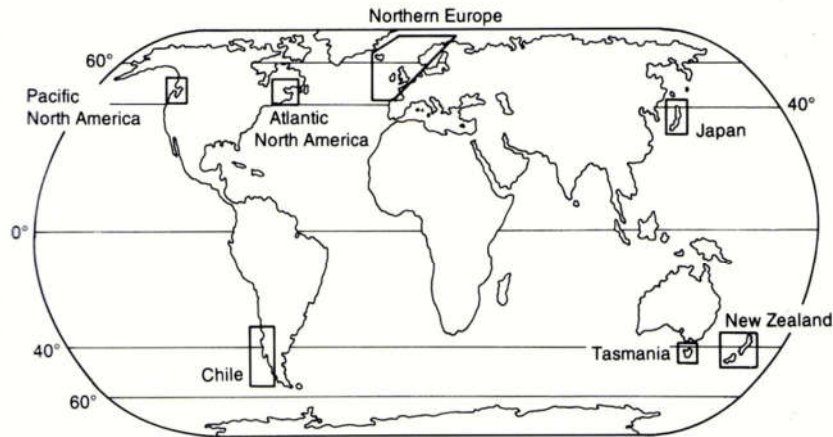 Northern Europe
60°
Pacific
North America
Atlantic
North America
40°
Japan
0°
New Zealand
40°
Tasmania
Chile
60°